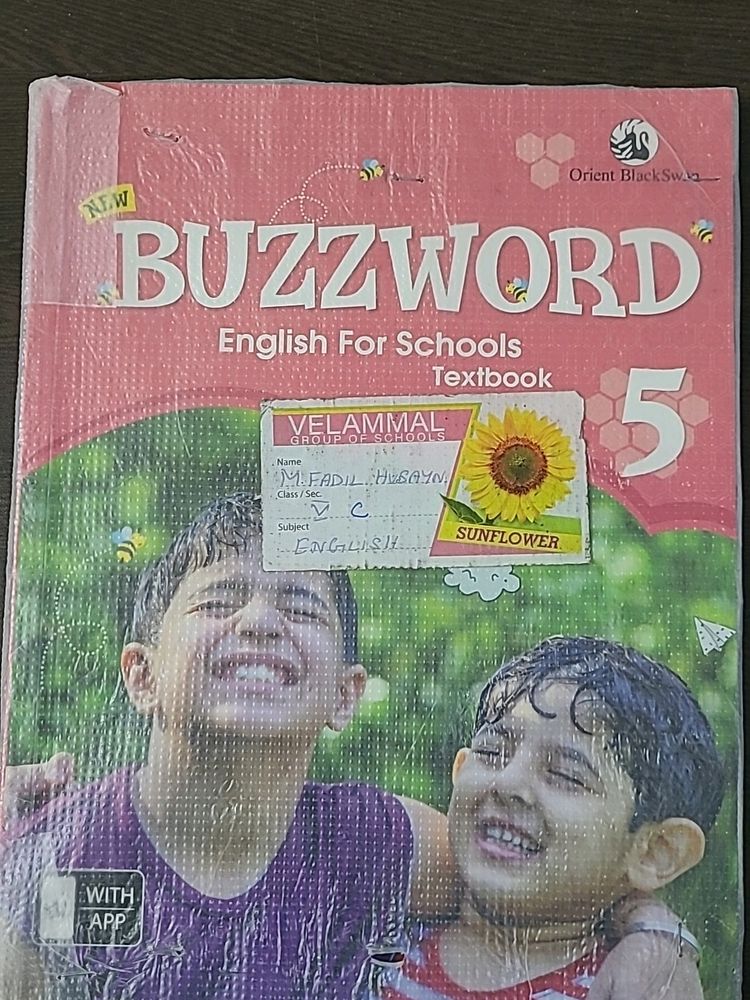 Orient BlackSwan
NEW
BUZZWORD
English For Schools
Textbook
5
VELAMMAL
GROUP OF SCHOOLS
Name
M. FADIL HUBAYN
Class / Sec.
V C
Subject
ENGLISH
SUNFLOWER
WITH
APP